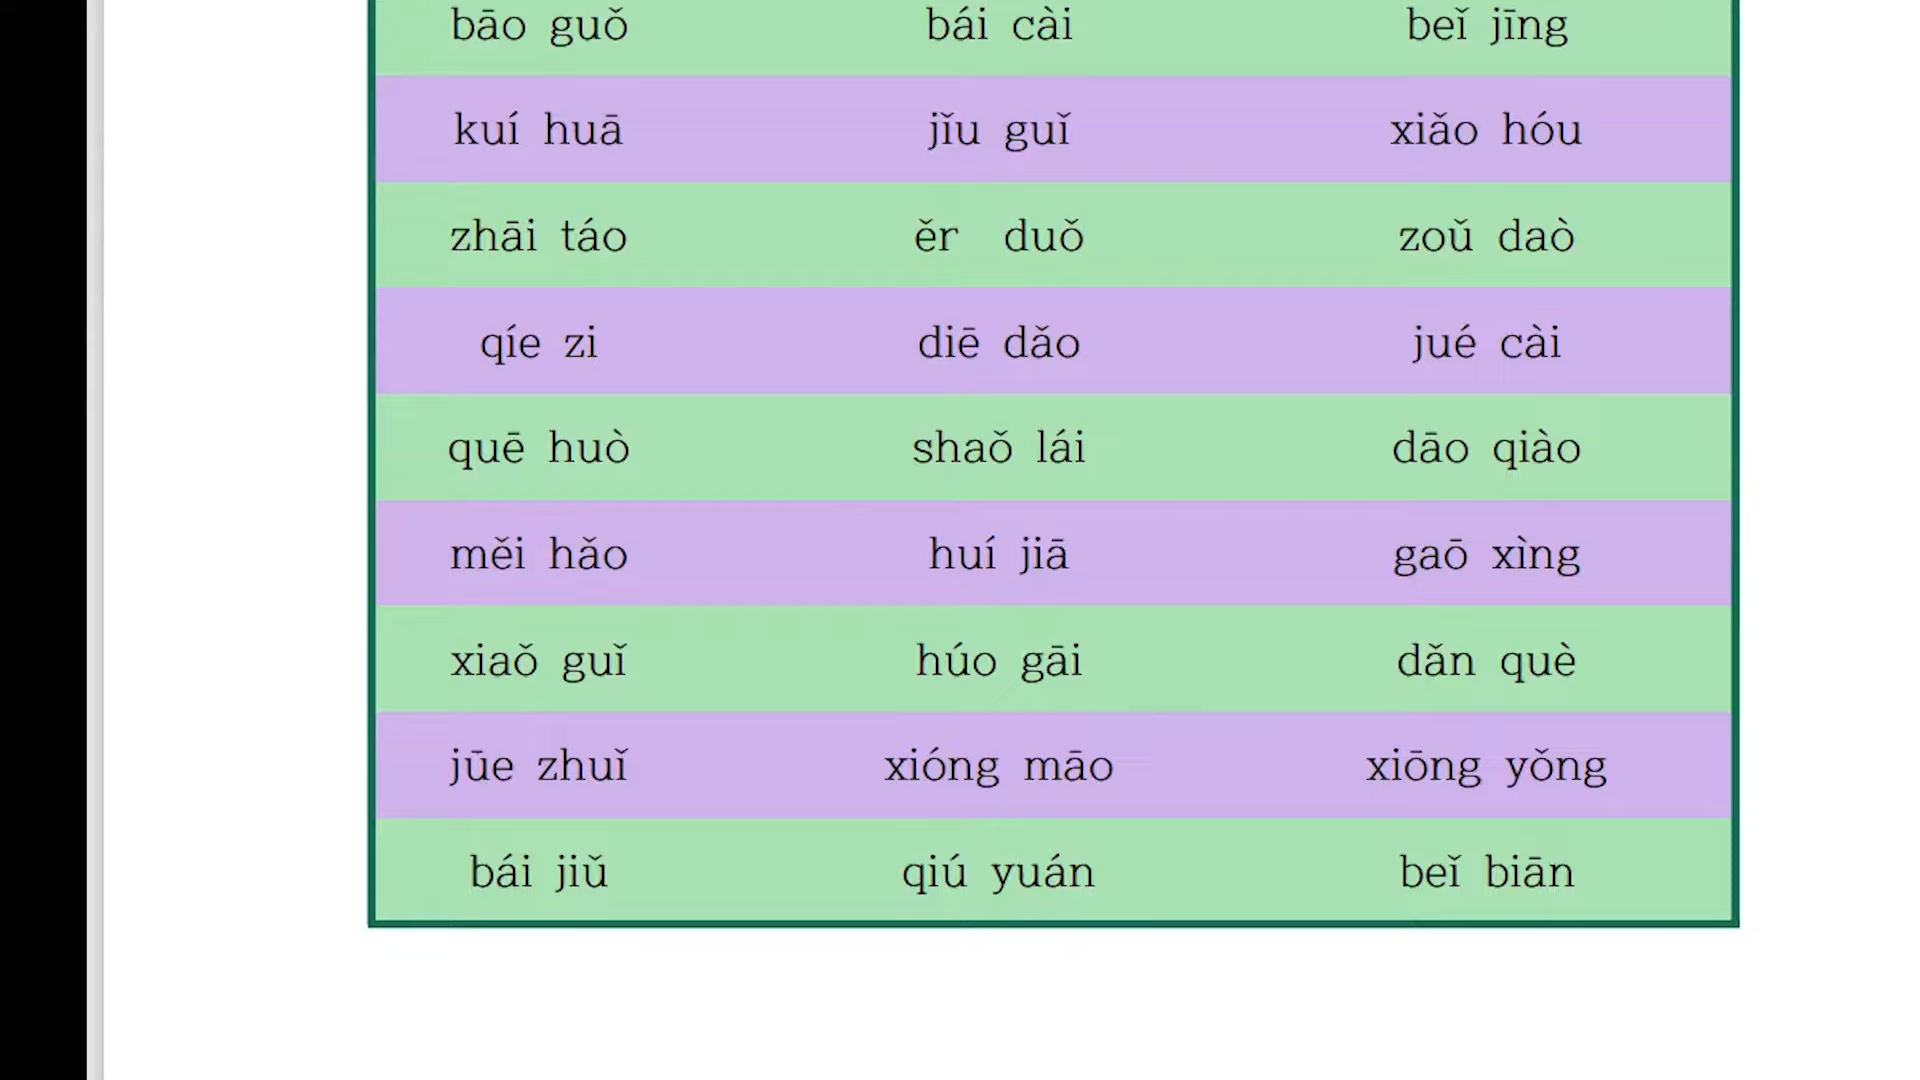 bāo guǒ bái cài beǐ jīng
kuí huā jǐu guǐ xiǎo hóu
zhāi táo ěr duǒ zoǔ daò
qíe zi diē dǎo jué cài
quē huò shaǒ lái dāo qiào
měi hǎo huí jiā gaō xìng
xiaǒ guǐ húo gāi dǎn què
jūe zhuǐ xióng māo xiōng yǒng
bái jiǔ qiú yuán beǐ biān